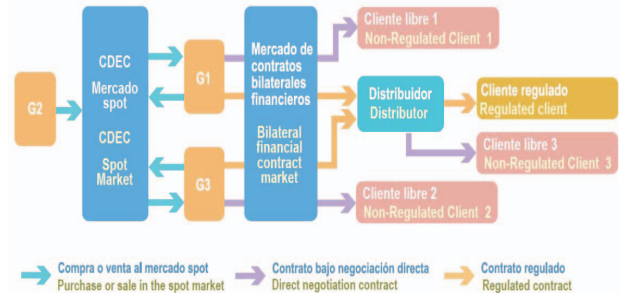 G2
CDEC
Mercado
spot
CDEC
Spot
Market
G1
G3
Mercado de
contratos
bilaterales
financieros
Bilateral
financial
contract
market
Cliente libre 1
Non-Regulated Client 1
Distribuidor
Distributor
Cliente regulado
Regulated client
Cliente libre 3
Non-Regulated Client 3
Cliente libre 2
Non-Regulated Client 2
Compra o venta al mercado spot
Purchase or sale in the spot market
Contrato bajo negociación directa
Direct negotiation contract
Contrato regulado
Regulated contract